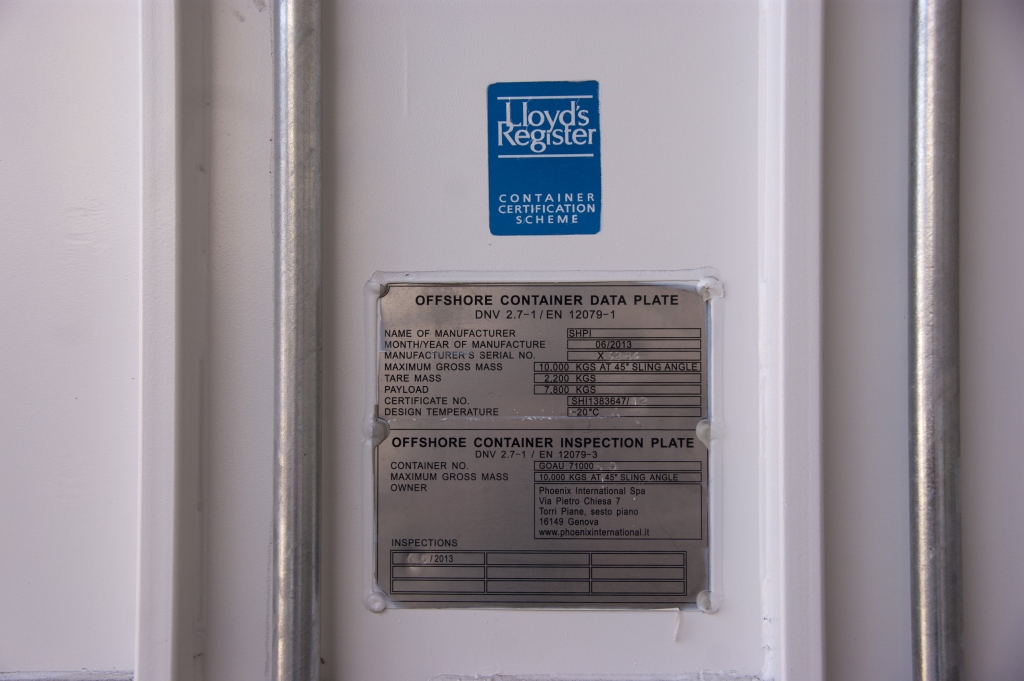 Lloyd's
Register
CONTAINER
CERTIFICATION
SCHEME
OFFSHORE CONTAINER DATA PLATE
DNV 2.7-1 / EN 12079-1
NAME OF MANUFACTURER SHPI
MONTH/YEAR OF MANUFACTURE 06/2013
MANUFACTURER'S SERIAL NO. X
MAXIMUM GROSS MASS 10,000 KGS AT 45° SLING ANGLE
TARE MASS 2,200 KGS
PAYLOAD 7,800 KGS
CERTIFICATE NO. SHI1383647/12
DESIGN TEMPERATURE -20°C
OFFSHORE CONTAINER INSPECTION PLATE
DNV 2.7-1 / EN 12079-3
CONTAINER NO. GOAU 71000
MAXIMUM GROSS MASS 10,000 KGS AT 45° SLING ANGLE
OWNER Phoenix International Spa
Via Pietro Chiesa 7
Torri Piane, sesto piano
16149 Genova
www.phoenixinternational.it
INSPECTIONS
/2013